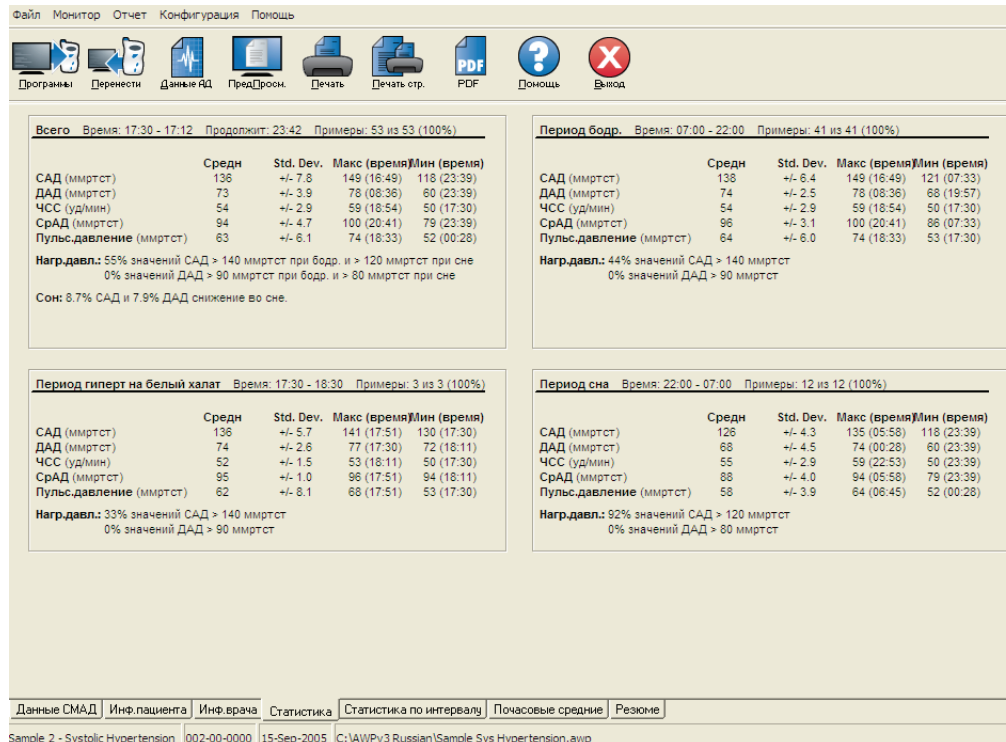 Файл Монитор Отчет Конфигурация Помощь
Программы Перенести Данные АД ПредПросм. Печать Печать стр. PDF Помощь Выход
Всего Время: 17:30 - 17:12 Продолжит: 23:42 Примеры: 53 из 53 (100%)
Средн Std. Dev. Макс (время) Мин (время)
САД (ммртст) 136 +/- 7.8 149 (16:49) 118 (23:39)
ДАД (ммртст) 73 +/- 3.9 78 (08:36) 60 (23:39)
ЧСС (уд/мин) 54 +/- 2.9 59 (18:54) 50 (17:30)
СрАД (ммртст) 94 +/- 4.7 100 (20:41) 79 (23:39)
Пульс.давление (ммртст) 63 +/- 6.1 74 (18:33) 52 (00:28)
Нагр.давл.: 55% значений САД > 140 ммртст при бодр. и > 120 ммртст при сне
0% значений ДАД > 90 ммртст при бодр. и > 80 ммртст при сне
Сон: 8.7% САД и 7.9% ДАД снижение во сне.
Период бодр. Время: 07:00 - 22:00 Примеры: 41 из 41 (100%)
Средн Std. Dev. Макс (время) Мин (время)
САД (ммртст) 138 +/- 6.4 149 (16:49) 121 (07:33)
ДАД (ммртст) 74 +/- 2.5 78 (08:36) 68 (19:57)
ЧСС (уд/мин) 54 +/- 2.9 59 (18:54) 50 (17:30)
СрАД (ммртст) 96 +/- 3.1 100 (20:41) 86 (07:33)
Пульс.давление (ммртст) 64 +/- 6.0 74 (18:33) 53 (17:30)
Нагр.давл.: 44% значений САД > 140 ммртст
0% значений ДАД > 90 ммртст
Период гиперт на белый халат Время: 17:30 - 18:30 Примеры: 3 из 3 (100%)
Средн Std. Dev. Макс (время) Мин (время)
САД (ммртст) 136 +/- 5.7 141 (17:51) 130 (17:30)
ДАД (ммртст) 74 +/- 2.6 77 (17:30) 72 (18:11)
ЧСС (уд/мин) 52 +/- 1.5 53 (18:11) 50 (17:30)
СрАД (ммртст) 95 +/- 1.0 96 (17:51) 94 (18:11)
Пульс.давление (ммртст) 62 +/- 8.1 68 (17:51) 53 (17:30)
Нагр.давл.: 33% значений САД > 140 ммртст
0% значений ДАД > 90 ммртст
Период сна Время: 22:00 - 07:00 Примеры: 12 из 12 (100%)
Средн Std. Dev. Макс (время) Мин (время)
САД (ммртст) 126 +/- 4.3 135 (05:58) 118 (23:39)
ДАД (ммртст) 68 +/- 4.5 74 (00:28) 60 (23:39)
ЧСС (уд/мин) 55 +/- 2.9 59 (22:53) 50 (23:39)
СрАД (ммртст) 88 +/- 4.0 94 (05:58) 79 (23:39)
Пульс.давление (ммртст) 58 +/- 3.9 64 (06:45) 52 (00:28)
Нагр.давл.: 92% значений САД > 120 ммртст
0% значений ДАД > 80 ммртст
Данные СМАД Инф.пациента Инф.врача Статистика Статистика по интервалу Почасовые средние Резюме
Sample 2 - Systolic Hypertension 002-00-0000 15-Sep-2005 C:\AWPv3 Russian\Sample Sys Hypertension.awp